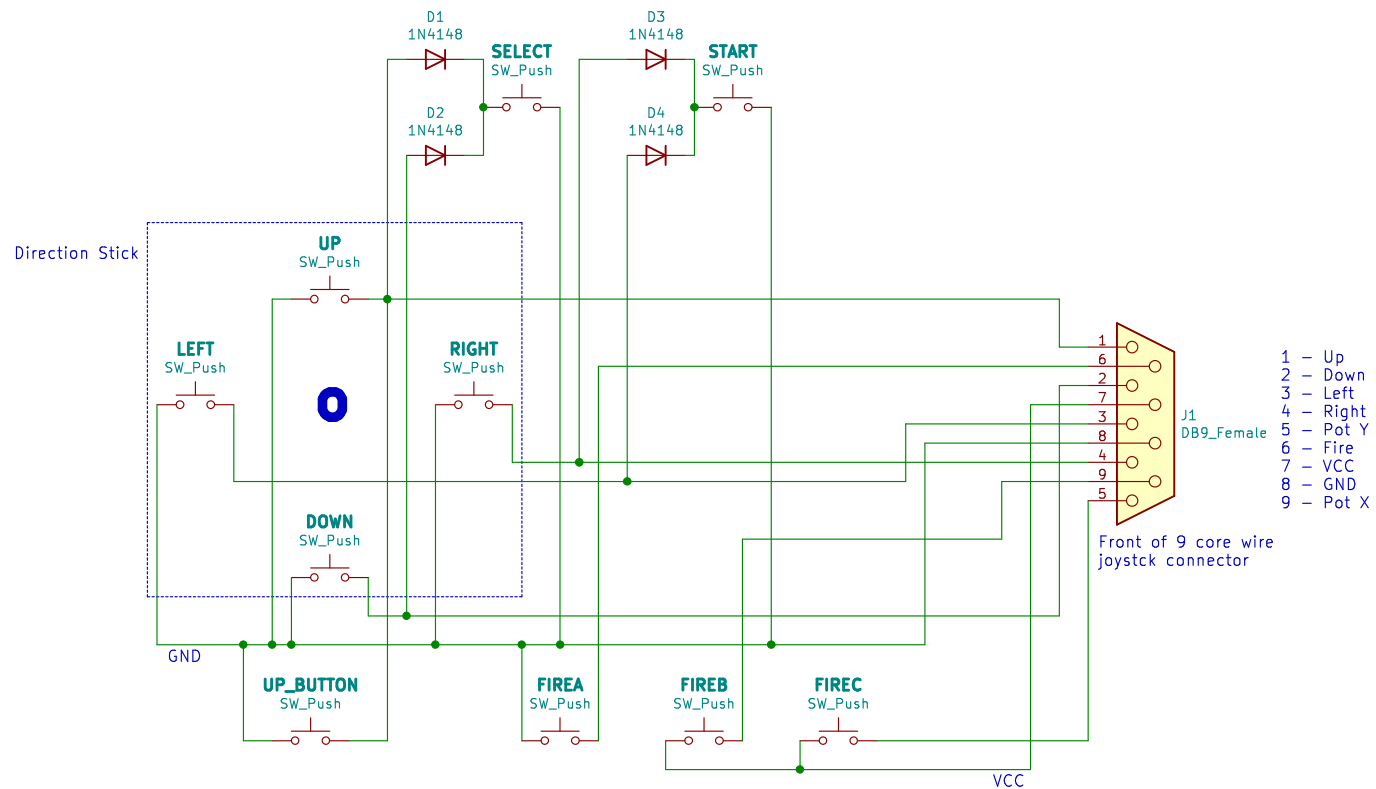 D1
1N4148
SELECT
SW_Push
D3
1N4148
START
SW_Push
D2
1N4148
D4
1N4148
Direction Stick
UP
SW_Push
LEFT
SW_Push
RIGHT
SW_Push
O
DOWN
SW_Push
GND
UP_BUTTON
SW_Push
FIREA
SW_Push
FIREB
SW_Push
FIREC
SW_Push
VCC
1
6
2
7
3
8
4
9
5
J1
DB9_Female
1 - Up
2 - Down
3 - Left
4 - Right
5 - Pot Y
6 - Fire
7 - VCC
8 - GND
9 - Pot X
Front of 9 core wire
joystck connector